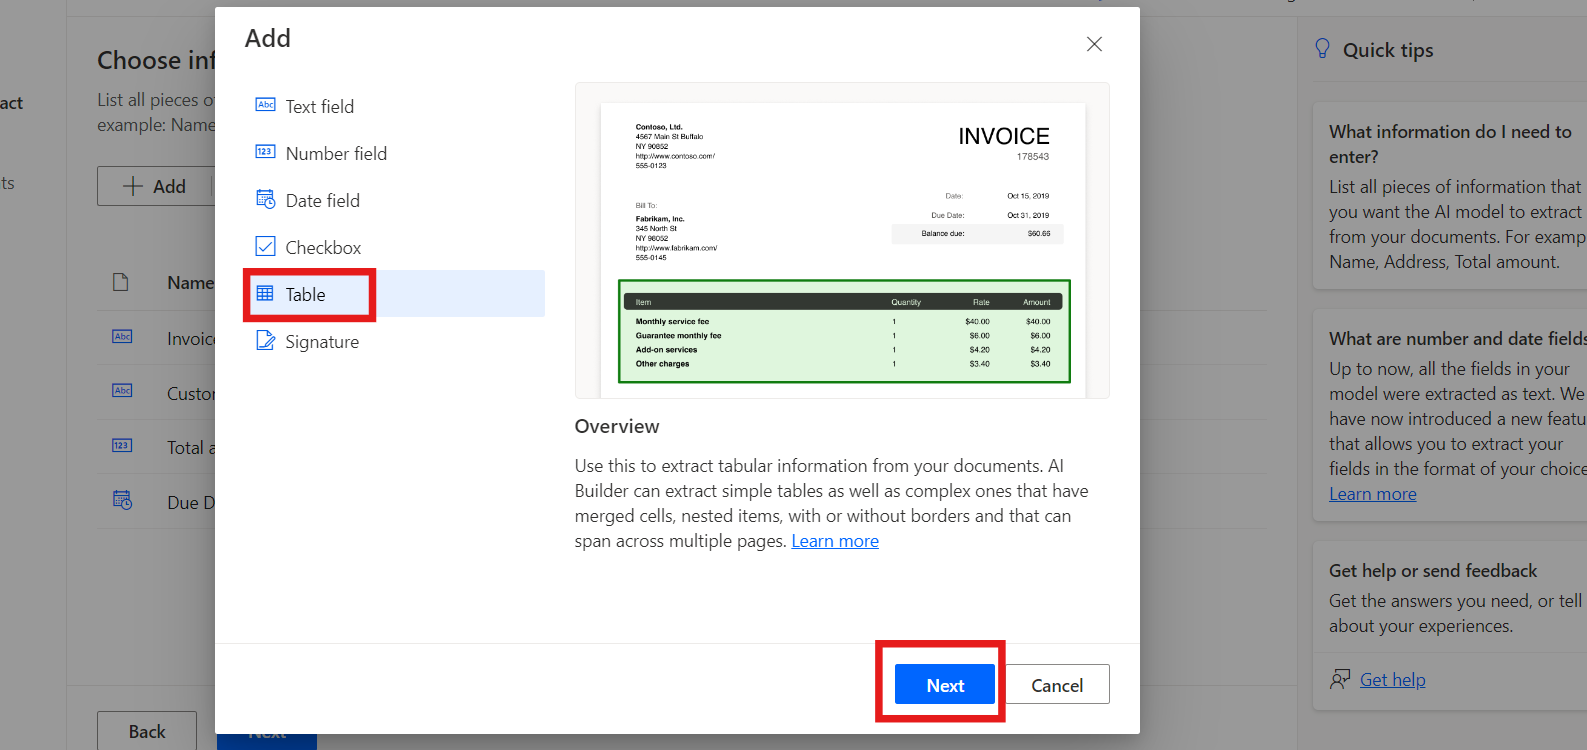 act
ts
Choose inf
List all pieces o
example: Name
Add
Name
Invoic
Custor
Total a
Due D
Back
Next
Add
Abc Text field
123 Number field
Date field
Checkbox
Table
Signature
Contoso, Ltd.
4567 Main St Buffalo
NY 90852
http://www.contoso.com/
555-0123
INVOICE
178543
Date: Oct 15, 2019
Due Date: Oct 31, 2019
Balance due: $60.66
Bill To:
Fabrikam, Inc.
345 North St
NY 98052
http://www.fabrikam.com/
555-0145
Item Quantity Rate Amount
Monthly service fee 1 $40.00 $40.00
Guarantee monthly fee 1 $6.00 $6.00
Add-on services 1 $4.20 $4.20
Other charges 1 $3.40 $3.40
Overview
Use this to extract tabular information from your documents. AI
Builder can extract simple tables as well as complex ones that have
merged cells, nested items, with or without borders and that can
span across multiple pages. Learn more
Next Cancel
Quick tips
What information do I need to
enter?
List all pieces of information that
you want the AI model to extract
from your documents. For examp
Name, Address, Total amount.
What are number and date fields
Up to now, all the fields in your
model were extracted as text. We
have now introduced a new featu
that allows you to extract your
fields in the format of your choice
Learn more
Get help or send feedback
Get the answers you need, or tell
about your experiences.
Get help